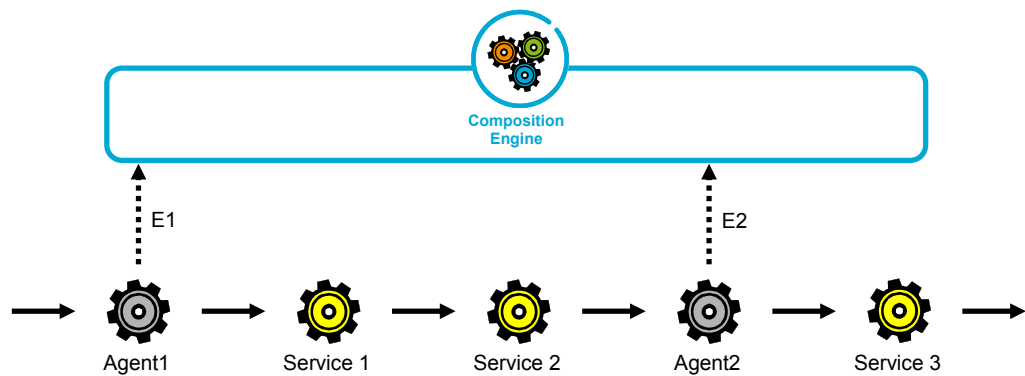 Composition
Engine
E1
E2
Agent1
Service 1
Service 2
Agent2
Service 3